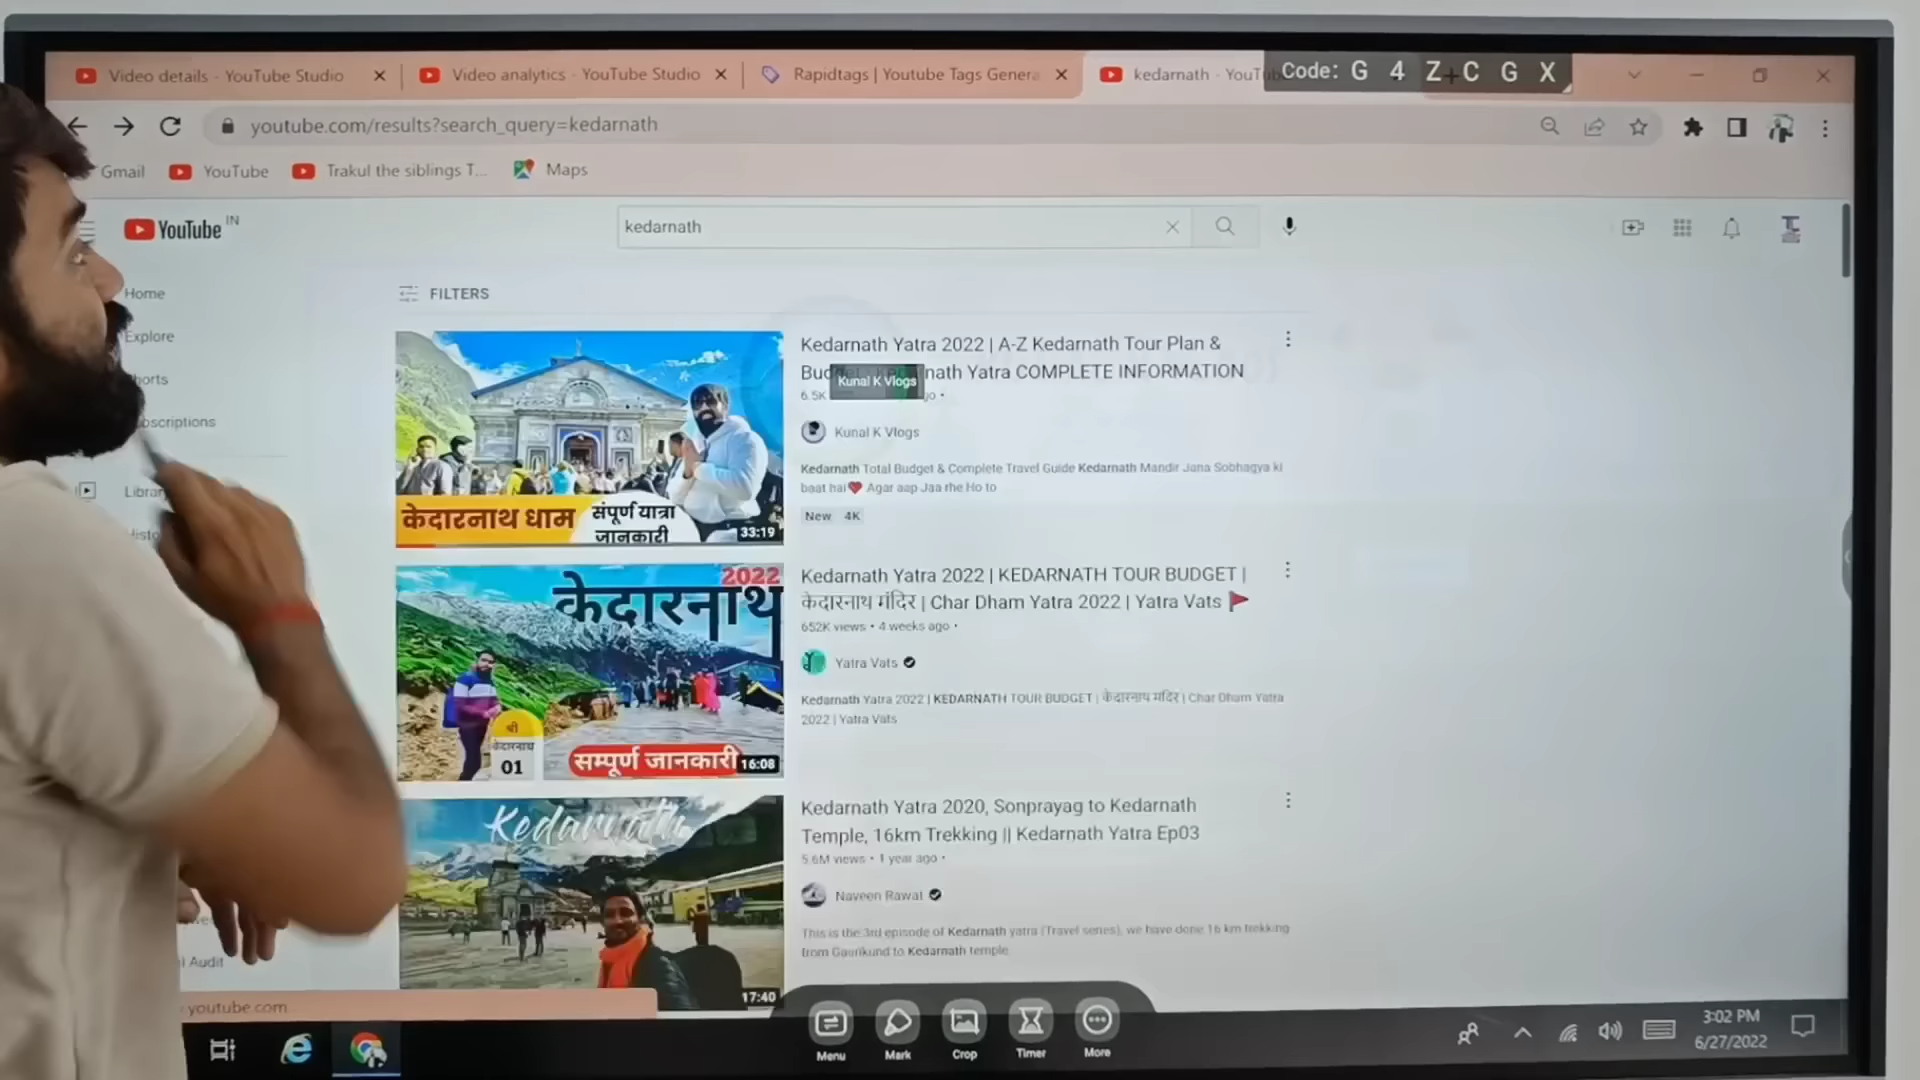 Video details - YouTube Studio
Video analytics - YouTube Studio
Rapidtags | Youtube Tags Genera
kedarnath - YouTub
Code: G 4 Z C G X
youtube.com/results?search_query=kedarnath
Gmail
YouTube
Trakul the siblings T...
Maps
YouTube IN
kedarnath
Home
Explore
FILTERS
Kedarnath Yatra 2022 | A-Z Kedarnath Tour Plan &
nath Yatra COMPLETE INFORMATION
Kunal K Vlogs
6.5K
Kunal K Vlogs
Kedarnath Total Budget & Complete Travel Guide Kedarnath Mandir Jana Sobhagya ki
baat hai❤ Agar aap Jaa rhe Ho to
New 4K
केदारनाथ धाम
संपूर्ण यात्रा
जानकारी
33:19
2022
केदारनाथ
श्री
केदारनाथ
01
सम्पूर्ण जानकारी
16:08
Kedarnath Yatra 2022 | KEDARNATH TOUR BUDGET |
केदारनाथ मंदिर | Char Dham Yatra 2022 | Yatra Vats 🚩
652K views • 4 weeks ago •
Yatra Vats
Kedarnath Yatra 2022 | KEDARNATH TOUR BUDGET | केदारनाथ मंदिर | Char Dham Yatra
2022 | Yatra Vats
Kedarnath
17:40
Kedarnath Yatra 2020, Sonprayag to Kedarnath
Temple, 16km Trekking || Kedarnath Yatra Ep03
5.6M views • 1 year ago •
Naveen Rawat
This is the 3rd episode of Kedarnath yatra (Travel series), we have done 16 km trekking
from Gaurikund to Kedarnath temple
Audit
youtube.com
Menu
Mark
Crop
Timer
More
3:02 PM
6/27/2022